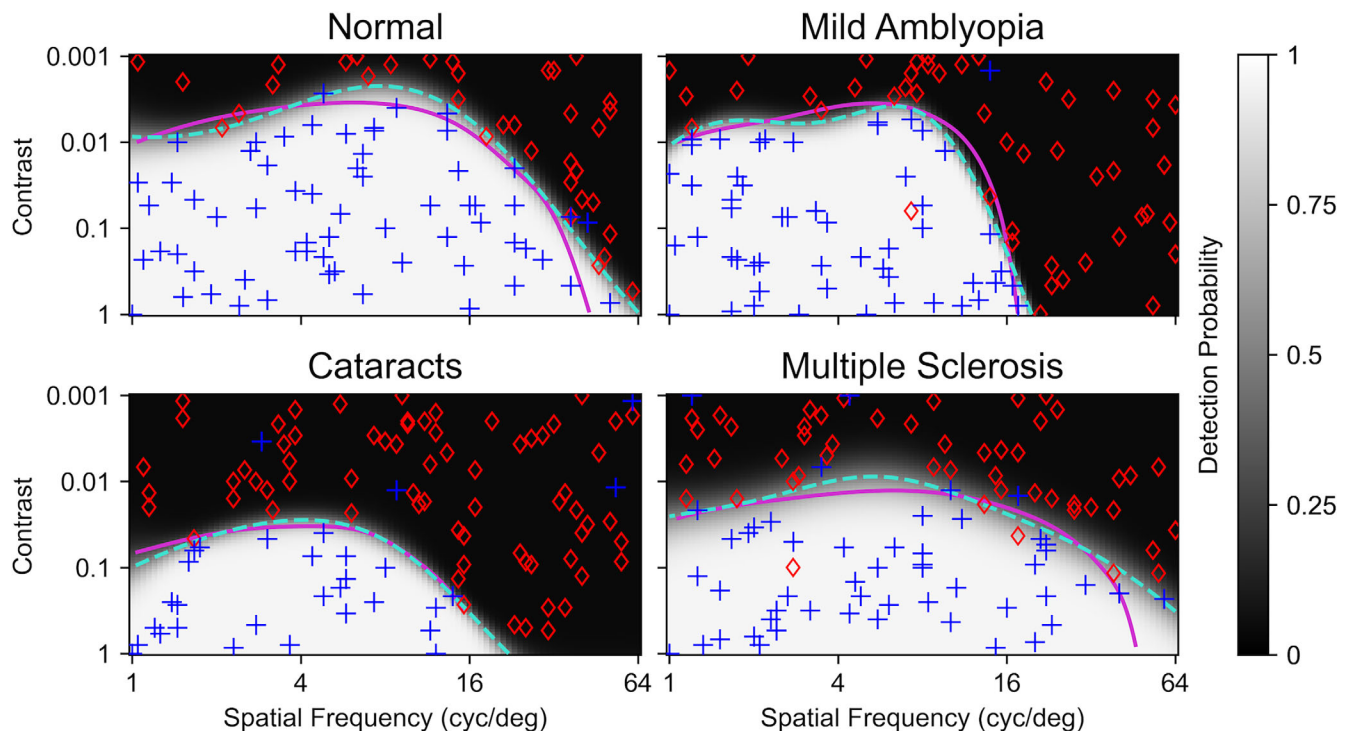 Normal
Mild Amblyopia
0.001
0.01
0.1
1
Contrast
Cataracts
Multiple Sclerosis
0.001
0.01
0.1
1
Contrast
1
4
16
64
1
4
16
64
Spatial Frequency (cyc/deg)
Spatial Frequency (cyc/deg)
1
0.75
0.5
0.25
0
Detection Probability